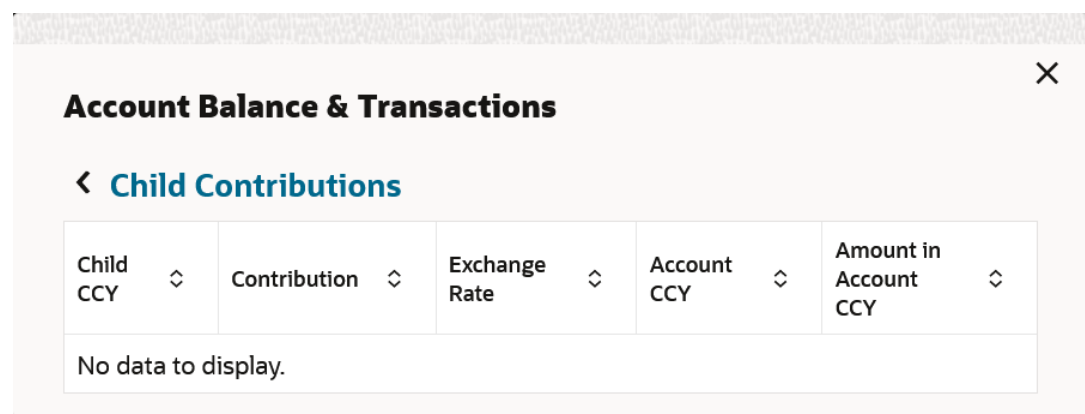 Account Balance & Transactions
Child Contributions
Child
CCY
Contribution
Exchange
Rate
Account
CCY
Amount in
Account
CCY
No data to display.